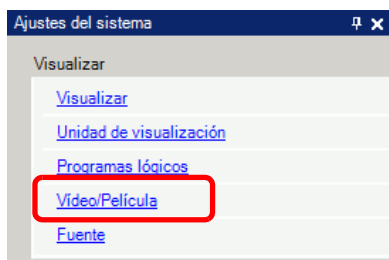 Ajustes del sistema
Visualizar
Visualizar
Unidad de visualización
Programas lógicos
Vídeo/Película
Fuente